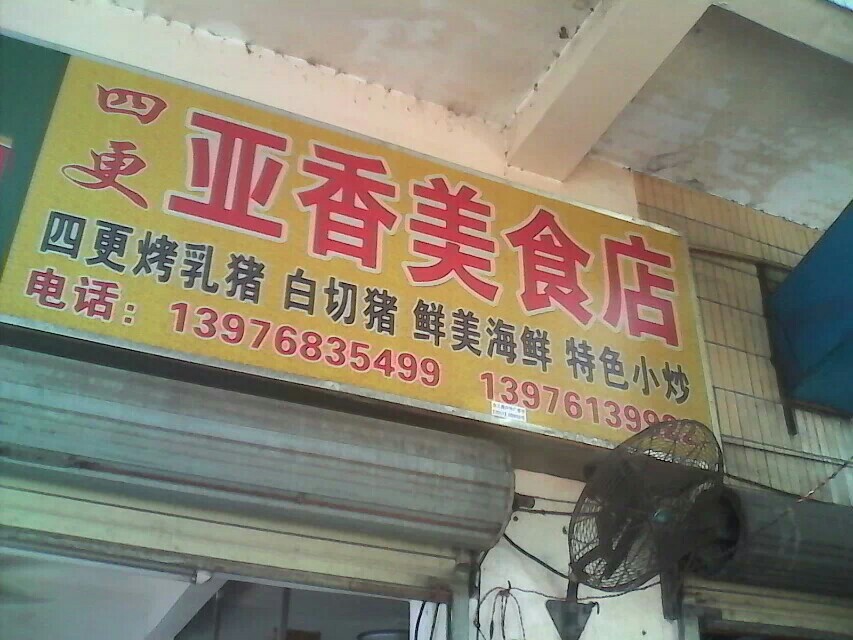 四更
亚香美食店
四更烤乳猪 白切猪 鲜美海鲜 特色小炒
电话：13976835499